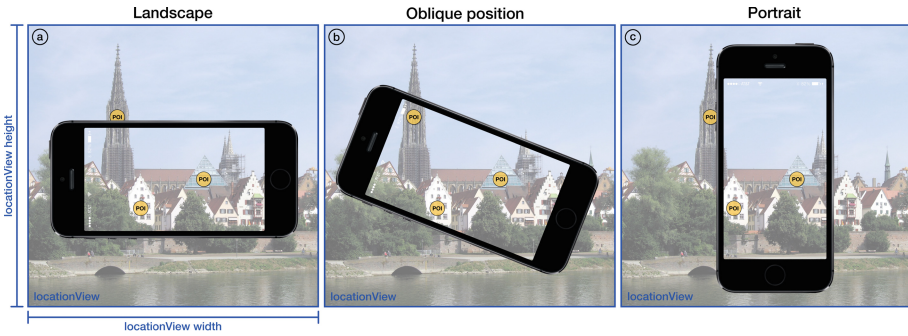 Landscape
Oblique position
Portrait
a
b
c
POI
POI
POI
POI
POI
POI
POI
POI
POI
locationView height
locationView
locationView
locationView
locationView width